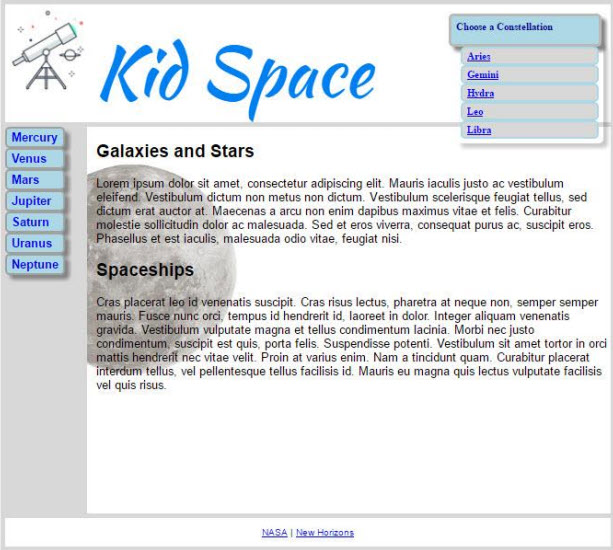 Kid Space
Choose a Constellation
Aries
Gemini
Hydra
Leo
Libra
Mercury
Venus
Mars
Jupiter
Saturn
Uranus
Neptune
Galaxies and Stars
Lorem ipsum dolor sit amet, consectetur adipiscing elit. Mauris iaculis justo ac vestibulum
eleifend. Vestibulum dictum non metus non dictum. Vestibulum scelerisque feugiat tellus, sed
dictum erat auctor at. Maecenas a arcu non enim dapibus maximus vitae et felis. Curabitur
molestie sollicitudin dolor ac malesuada. Sed et eros viverra, consequat purus ac, suscipit eros.
Phasellus et est iaculis, malesuada odio vitae, feugiat nisi.
Spaceships
Cras placerat leo id venenatis suscipit. Cras risus lectus, pharetra at neque non, semper semper
mauris. Fusce nunc orci, tempus id hendrerit id, laoreet in dolor. Integer aliquam venenatis
gravida. Vestibulum vulputate magna et tellus condimentum lacinia. Morbi nec justo
condimentum, suscipit est quis, porta felis. Suspendisse potenti. Vestibulum sit amet tortor in orci
mattis hendrerit nec vitae velit. Proin at varius enim. Nam a tincidunt quam. Curabitur placerat
interdum tellus, vel pellentesque tellus facilisis id. Mauris eu magna quis lectus vulputate facilisis
vel quis risus.
NASA | New Horizons